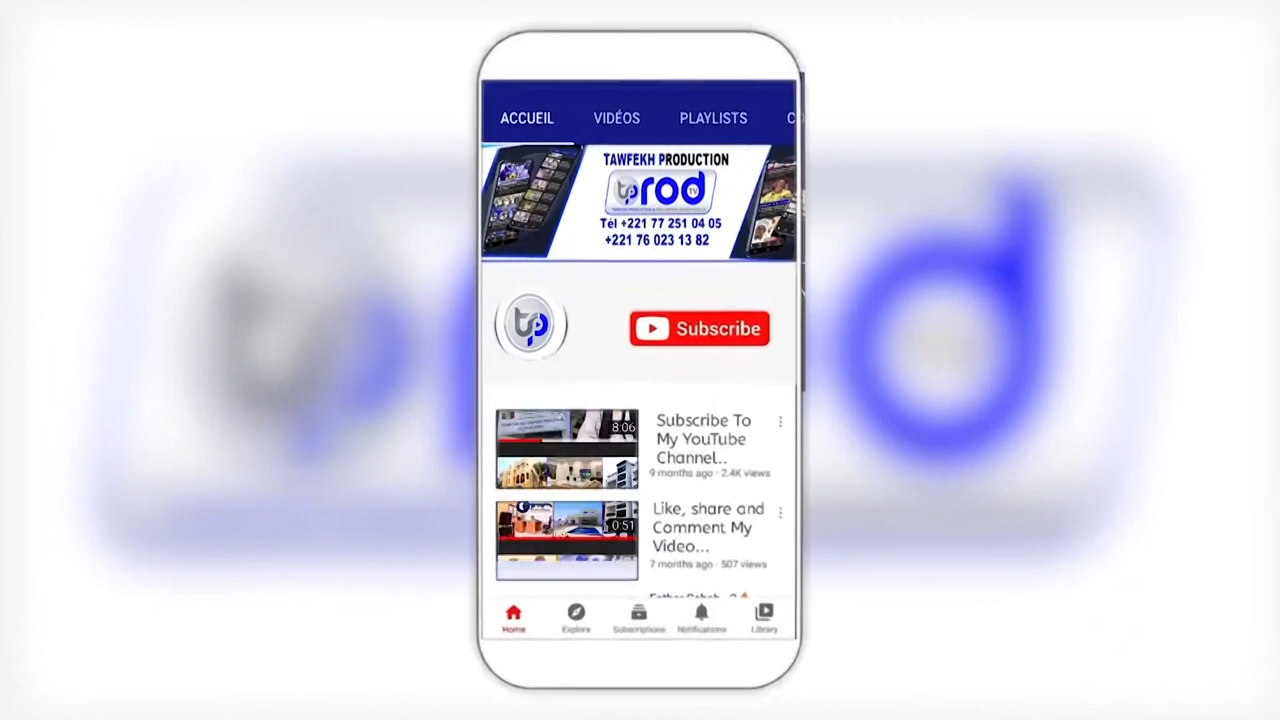 ACCUEIL VIDÉOS PLAYLISTS
TAWFEKH PRODUCTION
tprod TV
Tél +221 77 251 04 05
+221 76 023 13 82
tp
Subscribe
8:06
Subscribe To
My YouTube
Channel..
9 months ago · 2.4K views
0:51
Like, share and
Comment My
Video...
7 months ago · 507 views
Home Explore Subscriptions Notifications Library